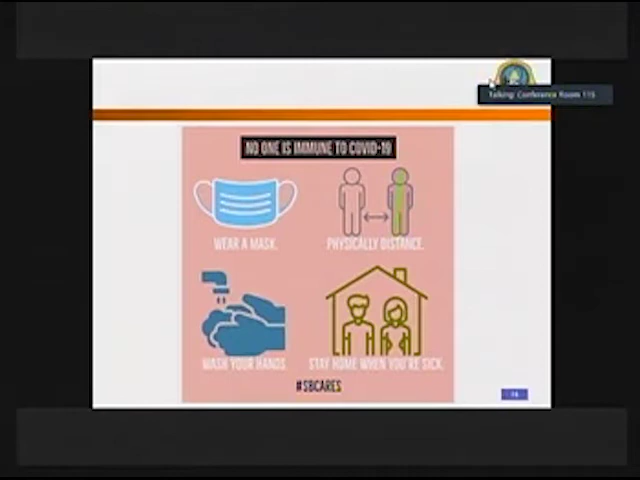 Talking: Conference Room 115
NO ONE IS IMMUNE TO COVID-19
WEAR A MASK.
PHYSICALLY DISTANCE.
WASH YOUR HANDS
STAY HOME WHEN YOU'RE SICK.
#SBCARES